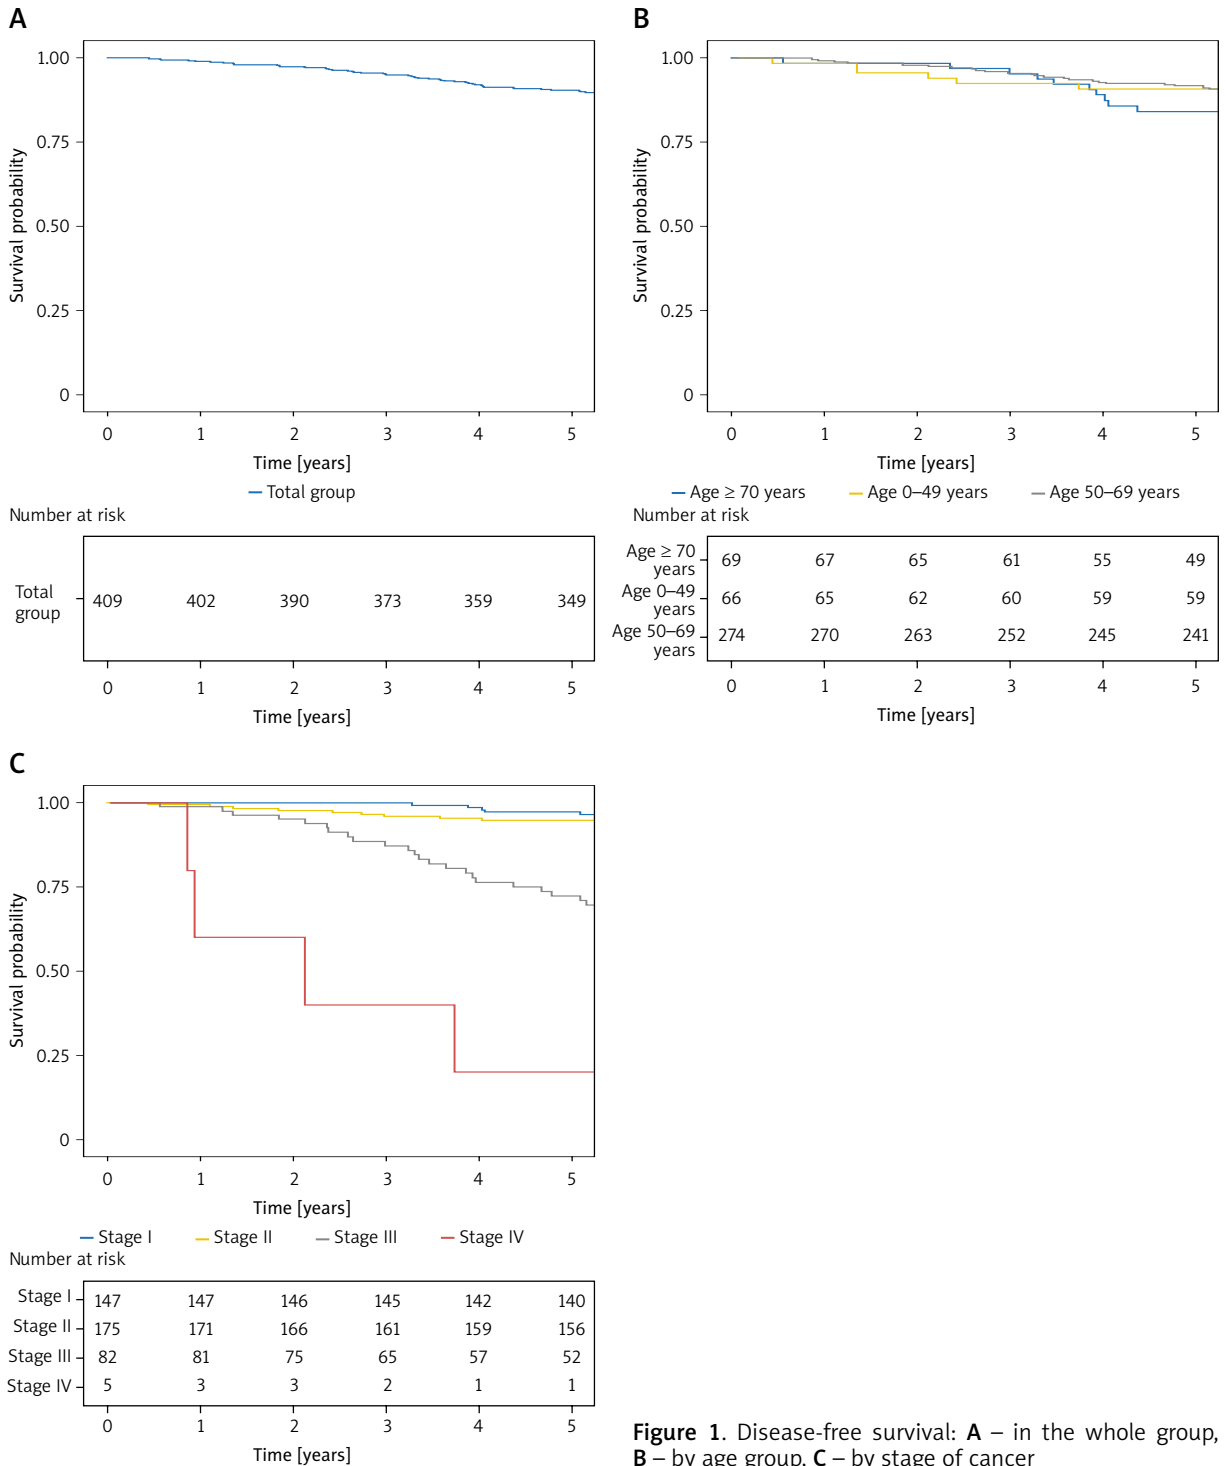 A
1.00
0.75
0.50
0.25
0
Survival probability
0 1 2 3 4 5
Time [years]
Total group
Number at risk
Total
group
409 402 390 373 359 349
0 1 2 3 4 5
Time [years]
B
1.00
0.75
0.50
0.25
0
Survival probability
0 1 2 3 4 5
Time [years]
Age ≥ 70 years Age 0–49 years Age 50–69 years
Number at risk
Age ≥ 70
years
69 67 65 61 55 49
Age 0–49
years
66 65 62 60 59 59
Age 50–69
years
274 270 263 252 245 241
0 1 2 3 4 5
Time [years]
C
1.00
0.75
0.50
0.25
0
Survival probability
0 1 2 3 4 5
Time [years]
Stage I Stage II Stage III Stage IV
Number at risk
Stage I 147 147 146 145 142 140
Stage II 175 171 166 161 159 156
Stage III 82 81 75 65 57 52
Stage IV 5 3 3 2 1 1
0 1 2 3 4 5
Time [years]
Figure 1. Disease-free survival: A – in the whole group,
B – by age group, C – by stage of cancer